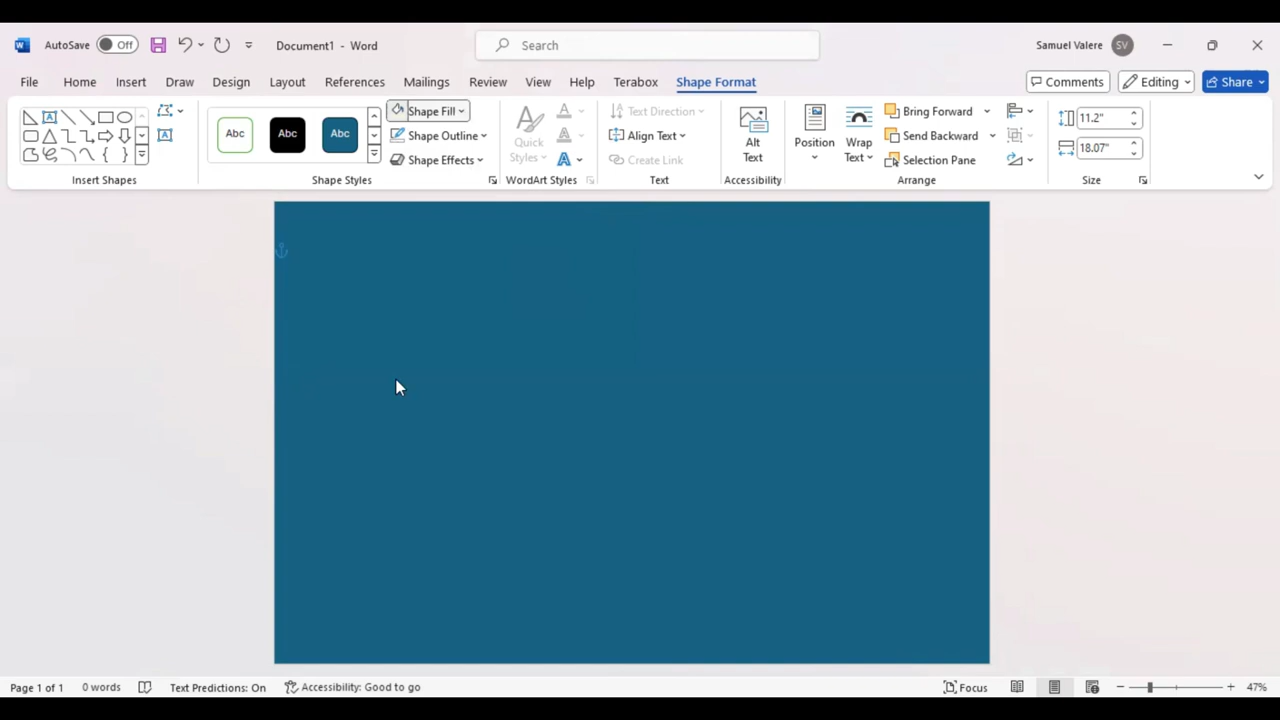 AutoSave Off Document1 - Word Search Samuel Valere SV
File Home Insert Draw Design Layout References Mailings Review View Help Terabox Shape Format Comments Editing Share
Abc Abc Abc
Shape Fill
Shape Outline
Shape Effects
Quick
Styles
Text Direction
Align Text
Create Link
Alt
Text
Position
Wrap
Text
Bring Forward
Send Backward
Selection Pane
11.2"
18.07"
Insert Shapes Shape Styles WordArt Styles Text Accessibility Arrange Size
Page 1 of 1 0 words Text Predictions: On Accessibility: Good to go Focus 47%